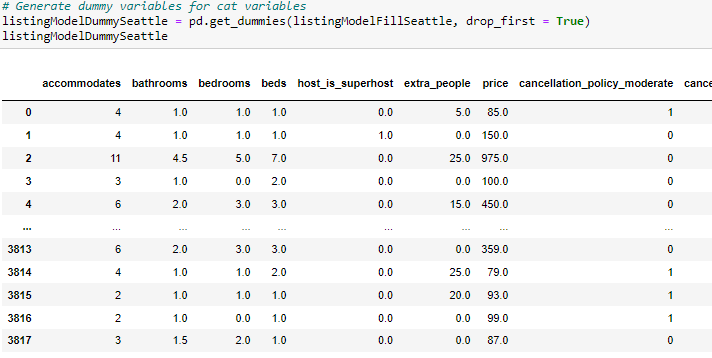 # Generate dummy variables for cat variables
listingModelDummySeattle = pd.get_dummies(listingModelFillSeattle, drop_first = True)
listingModelDummySeattle
accommodates bathrooms bedrooms beds host_is_superhost extra_people price cancellation_policy_moderate cance
0 4 1.0 1.0 1.0 0.0 5.0 85.0 1
1 4 1.0 1.0 1.0 1.0 0.0 150.0 0
2 11 4.5 5.0 7.0 0.0 25.0 975.0 0
3 3 1.0 0.0 2.0 0.0 0.0 100.0 0
4 6 2.0 3.0 3.0 0.0 15.0 450.0 0
... ... ... ... ... ... ... ... ...
3813 6 2.0 3.0 3.0 0.0 0.0 359.0 0
3814 4 1.0 1.0 2.0 0.0 25.0 79.0 1
3815 2 1.0 1.0 1.0 0.0 20.0 93.0 1
3816 2 1.0 0.0 1.0 0.0 0.0 99.0 1
3817 3 1.5 2.0 1.0 0.0 0.0 87.0 0